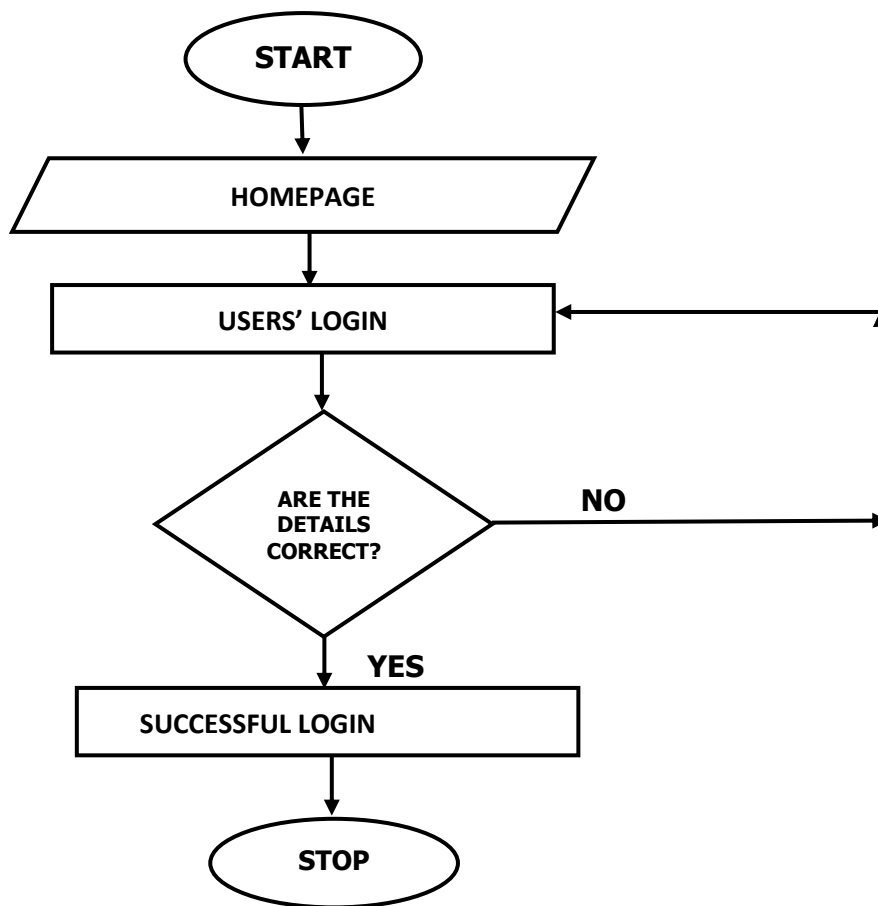 START
HOMEPAGE
USERS’ LOGIN
ARE THE
DETAILS
CORRECT?
NO
YES
SUCCESSFUL LOGIN
STOP